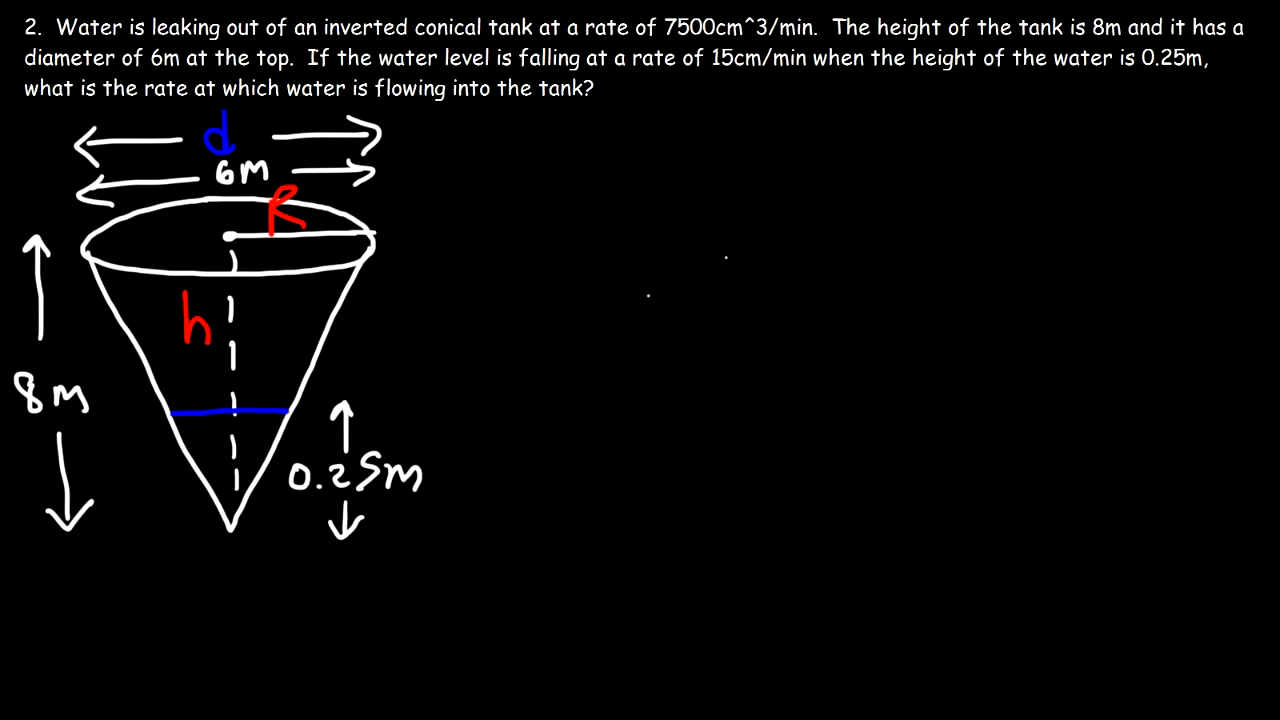 2. Water is leaking out of an inverted conical tank at a rate of 7500cm^3/min. The height of the tank is 8m and it has a
diameter of 6m at the top. If the water level is falling at a rate of 15cm/min when the height of the water is 0.25m,
what is the rate at which water is flowing into the tank?
d
6m
R
h
8m
0.25m